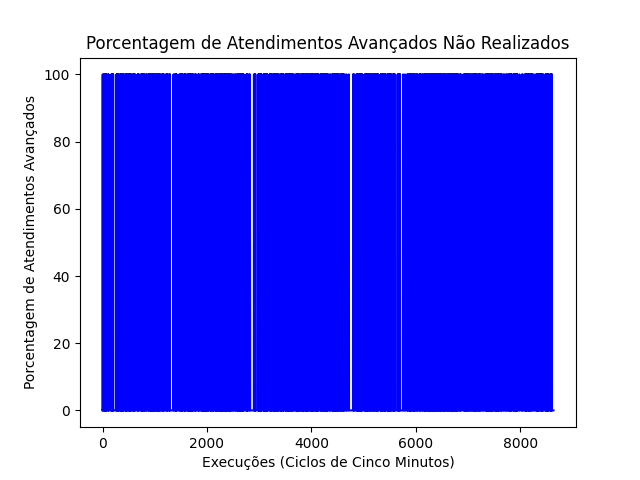 Porcentagem de Atendimentos Avançados Não Realizados
Porcentagem de Atendimentos Avançados
100
80
60
40
20
0
0 2000 4000 6000 8000
Execuções (Ciclos de Cinco Minutos)